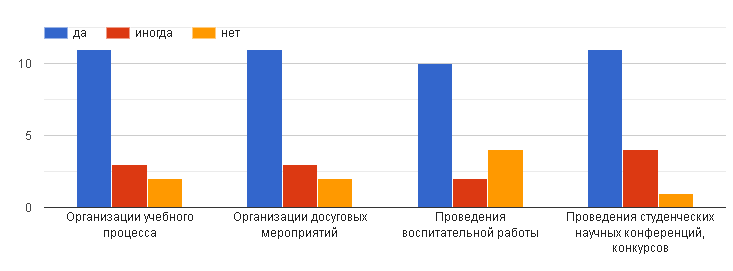 да иногда нет
10
5
0
Организации учебного
процесса
Организации досуговых
мероприятий
Проведения
воспитательной работы
Проведения студенческих
научных конференций,
конкурсов